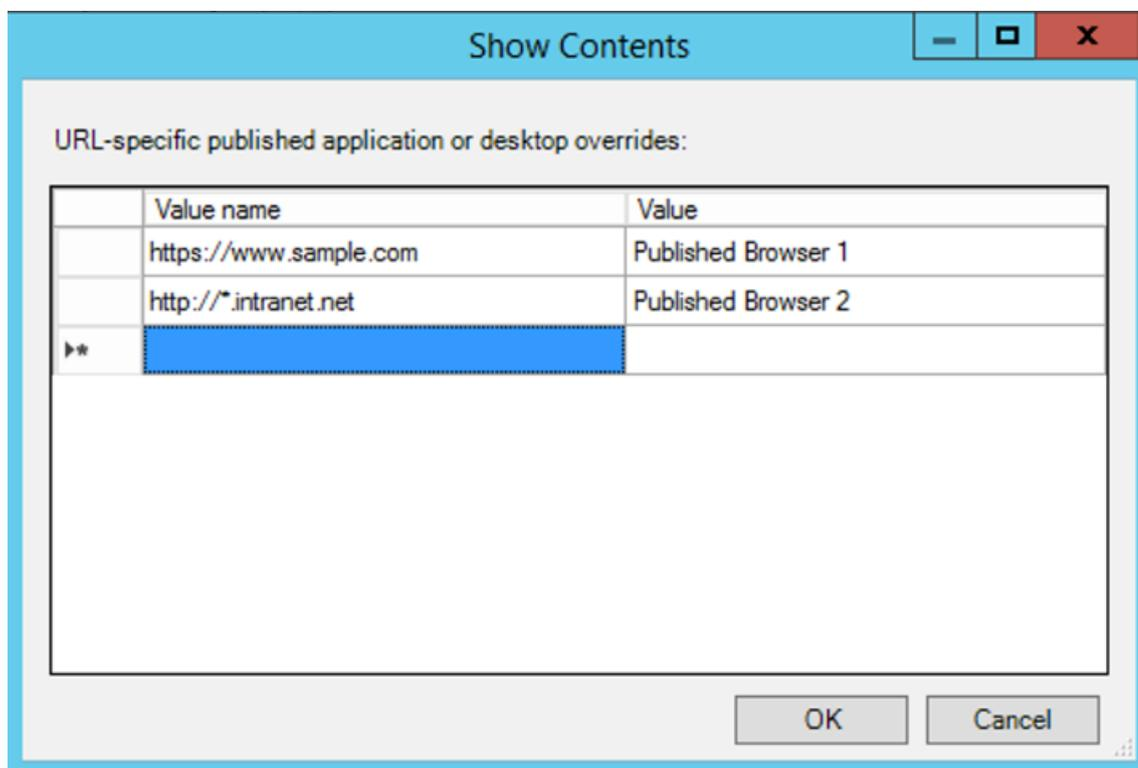 Show Contents
URL-specific published application or desktop overrides:
Value name Value
https://www.sample.com Published Browser 1
http://*.intranet.net Published Browser 2
OK Cancel